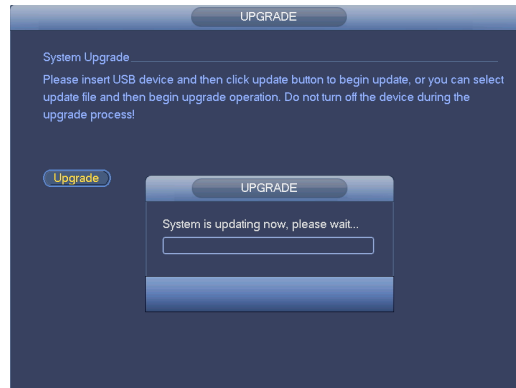 UPGRADE
System Upgrade
Please insert USB device and then click update button to begin update, or you can select
update file and then begin upgrade operation. Do not turn off the device during the
upgrade process!
Upgrade
UPGRADE
System is updating now, please wait...